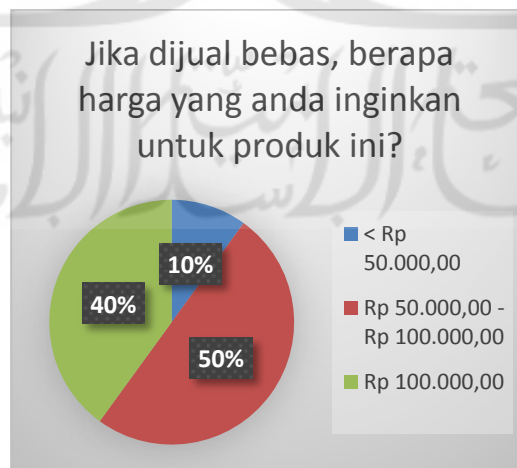 Jika dijual bebas, berapa
harga yang anda inginkan
untuk produk ini?
10%
40%
50%
< Rp
50.000,00
Rp 50.000,00 -
Rp 100.000,00
Rp 100.000,00